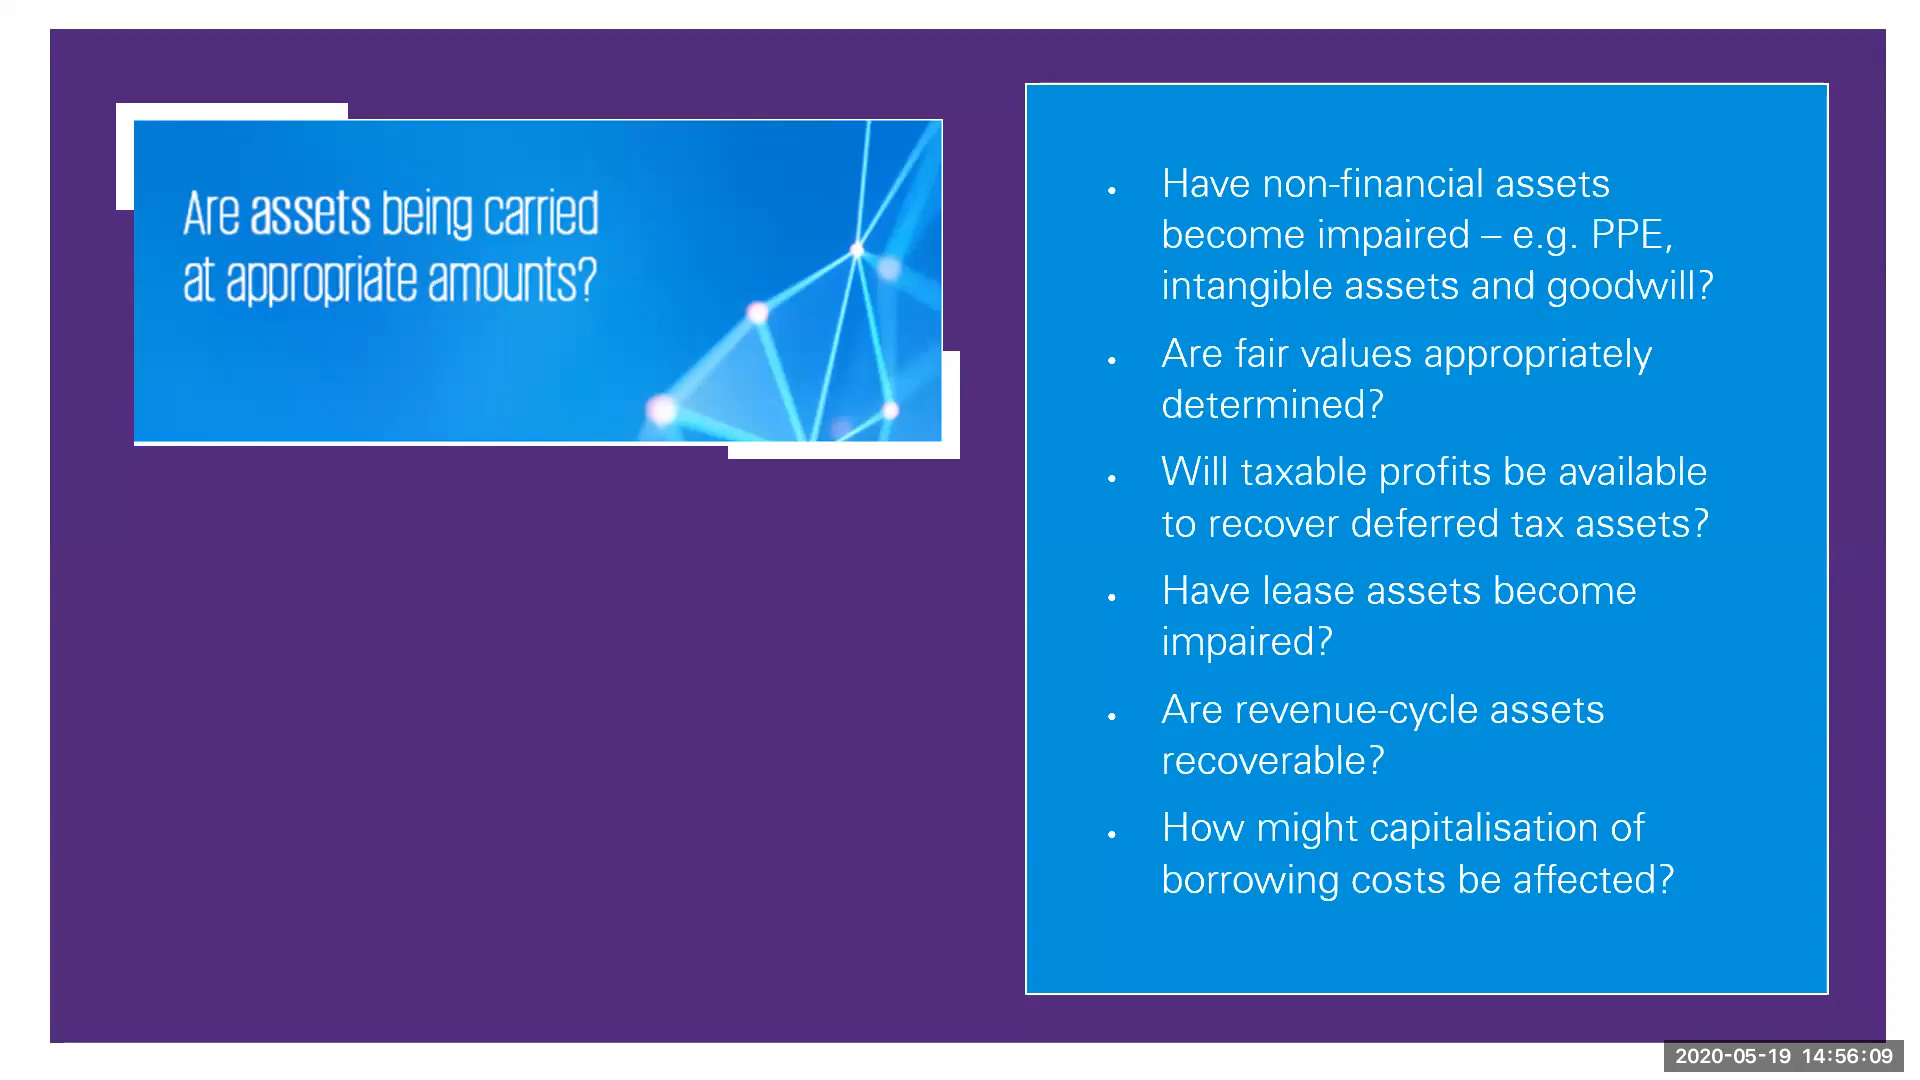 Are assets being carried
at appropriate amounts?
• Have non-financial assets
become impaired – e.g. PPE,
intangible assets and goodwill?
• Are fair values appropriately
determined?
• Will taxable profits be available
to recover deferred tax assets?
• Have lease assets become
impaired?
• Are revenue-cycle assets
recoverable?
• How might capitalisation of
borrowing costs be affected?
2020-05-19 14:56:09